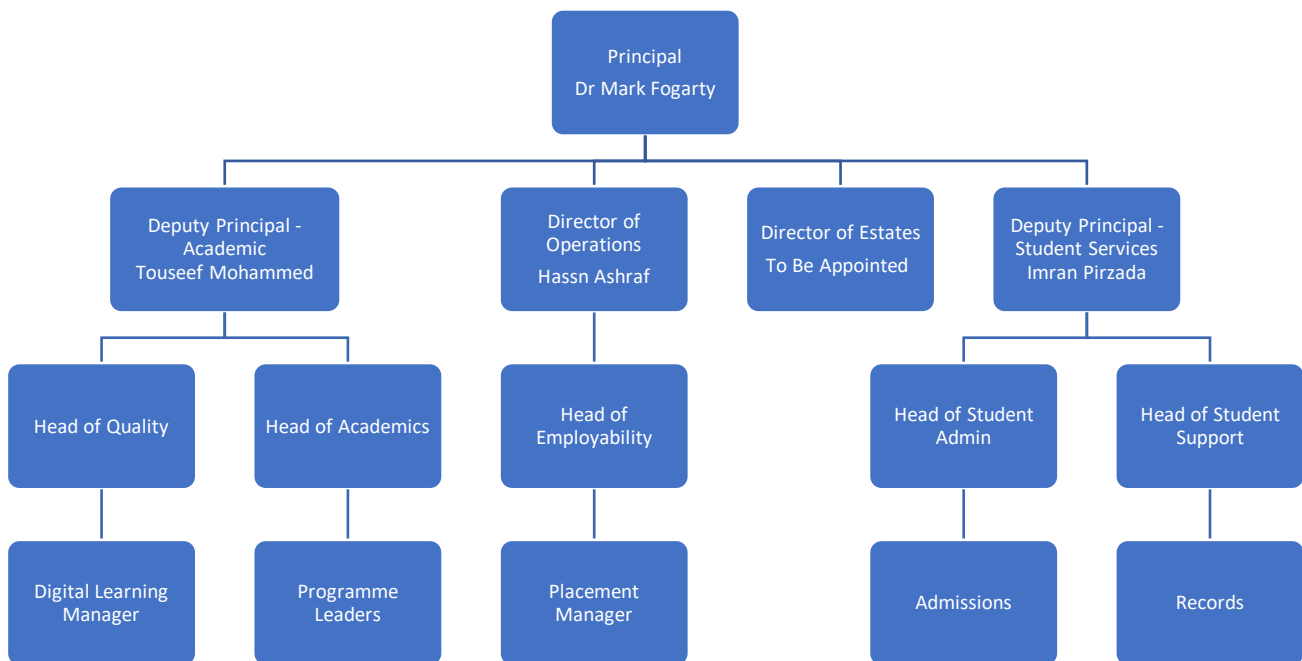 Principal
Dr Mark Fogarty
Deputy Principal -
Academic
Touseef Mohammed
Director of
Operations
Hassn Ashraf
Director of Estates
To Be Appointed
Deputy Principal -
Student Services
Imran Pirzada
Head of Quality
Head of Academics
Head of
Employability
Head of Student
Admin
Head of Student
Support
Digital Learning
Manager
Programme
Leaders
Placement
Manager
Admissions
Records